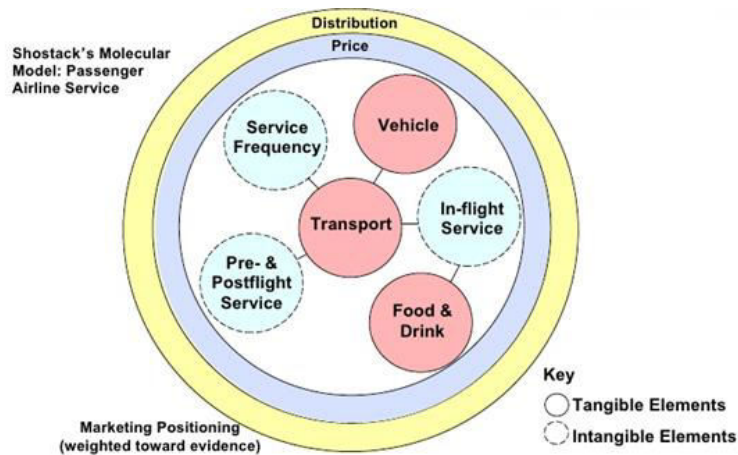 Distribution
Price
Shostack's Molecular
Model: Passenger
Airline Service
Service
Frequency
Vehicle
Transport
In-flight
Service
Pre- &
Postflight
Service
Food &
Drink
Key
Tangible Elements
Intangible Elements
Marketing Positioning
(weighted toward evidence)